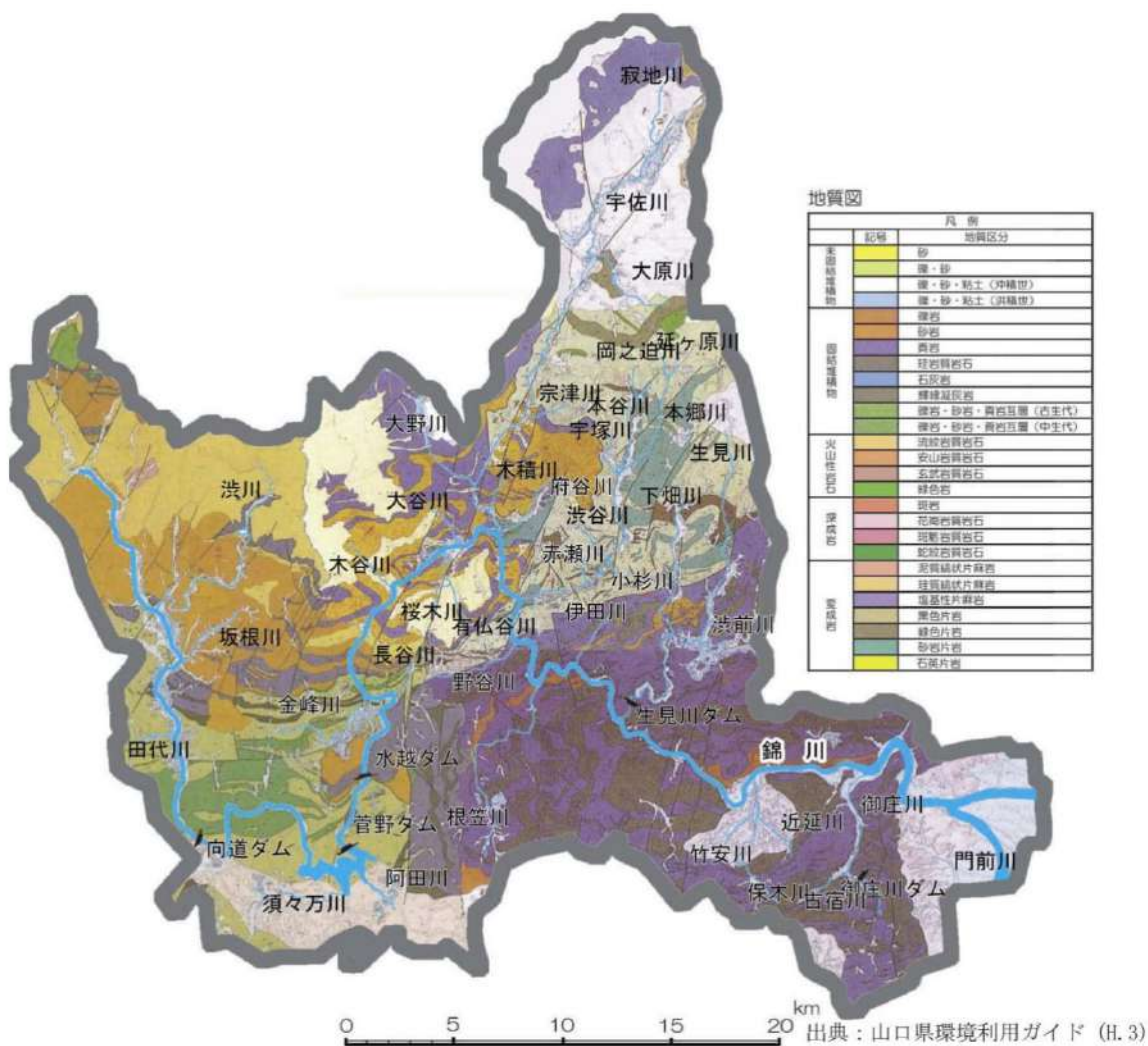 寂地川
宇佐川
大原川
延ヶ原川
岡之迫川
宗津川
本谷川
本郷川
大野川
宇塚川
生見川
木積川
渋川
大谷川
府谷川
下畑川
渋谷川
木谷川
赤瀬川
小杉川
桜木川
伊田川
有仏谷川
渋前川
坂根川
長谷川
野谷川
金峰川
生見川ダム
田代川
錦川
水越ダム
御庄川
根笠川
近延川
菅野ダム
向道ダム
竹安川
門前川
阿田川
保木川
古宿川
御庄川ダム
須々万川
地質図
凡例
記号 地質区分
未固結堆積物
砂
礫・砂
礫・砂・粘土（沖積世）
礫・砂・粘土（洪積世）
固結堆積物
礫岩
砂岩
頁岩
珪岩質岩石
石灰岩
輝緑凝灰岩
礫岩・砂岩・頁岩互層（古生代）
礫岩・砂岩・頁岩互層（中生代）
火山性岩石
流紋岩質岩石
安山岩質岩石
玄武岩質岩石
緑色岩
深成岩
斑岩
花崗岩質岩石
斑粝岩質岩石
蛇紋岩質岩石
変成岩
泥質縞状片麻岩
珪質縞状片麻岩
塩基性片麻岩
黒色片岩
緑色片岩
砂岩片岩
石英片岩
km
0 5 10 15 20
出典：山口県環境利用ガイド (H.3)